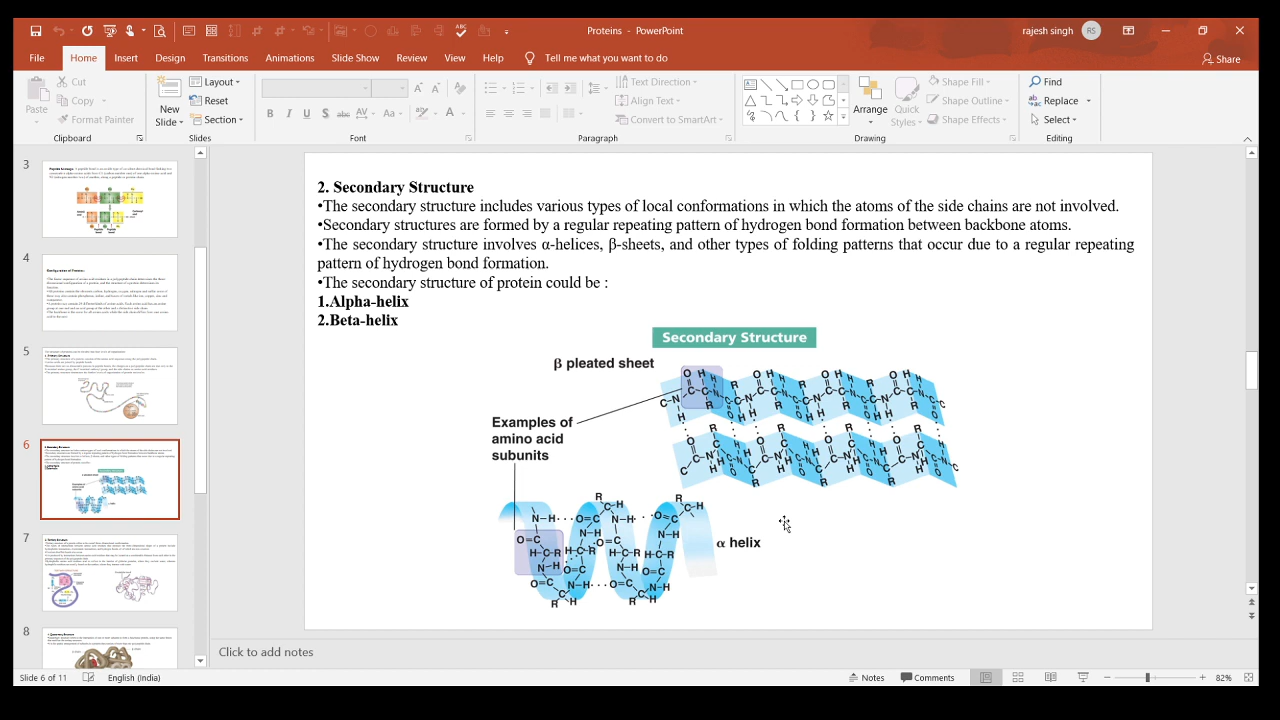 Proteins - PowerPoint
rajesh singh
RS
File Home Insert Design Transitions Animations Slide Show Review View Help Tell me what you want to do
Share
Paste
Cut
Copy
Format Painter
Clipboard
New Slide
Layout
Reset
Section
Slides
Font
Text Direction
Align Text
Convert to SmartArt
Paragraph
Arrange
Quick Styles
Shape Fill
Shape Outline
Shape Effects
Drawing
Find
Replace
Select
Editing
3
4
5
6
7
8
2. Secondary Structure
•The secondary structure includes various types of local conformations in which the atoms of the side chains are not involved.
•Secondary structures are formed by a regular repeating pattern of hydrogen bond formation between backbone atoms.
•The secondary structure involves α-helices, β-sheets, and other types of folding patterns that occur due to a regular repeating
pattern of hydrogen bond formation.
•The secondary structure of protein could be :
1.Alpha-helix
2.Beta-helix
Secondary Structure
β pleated sheet
Examples of
amino acid
subunits
α helix
Click to add notes
Slide 6 of 11
English (India)
Notes
Comments
82%